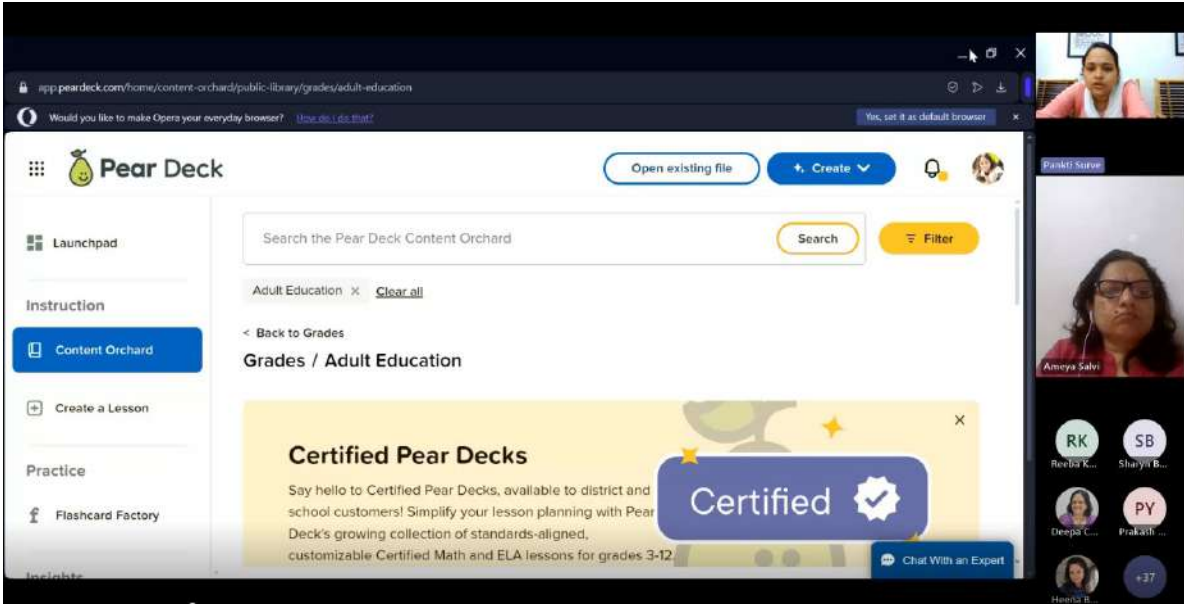 app.peardeck.com/home/content-orchard/public-library/grades/adult-education
Would you like to make Opera your everyday browser? How do i do that? Yes, set it as default browser
Pear Deck
Open existing file
Create
Launchpad
Search the Pear Deck Content Orchard
Search
Filter
Adult Education × Clear all
Instruction
< Back to Grades
Content Orchard
Grades / Adult Education
Create a Lesson
Certified Pear Decks
Practice
Say hello to Certified Pear Decks, available to district and
school customers! Simplify your lesson planning with Pear
Deck's growing collection of standards-aligned,
customizable Certified Math and ELA lessons for grades 3-12.
Certified
Flashcard Factory
Chat With an Expert
Insights
Pankti Surve
Ameya Salvi
RK
SB
Reeba K...
Sharyn B...
PY
Deepa C...
Prakash ...
+37
Heena B...